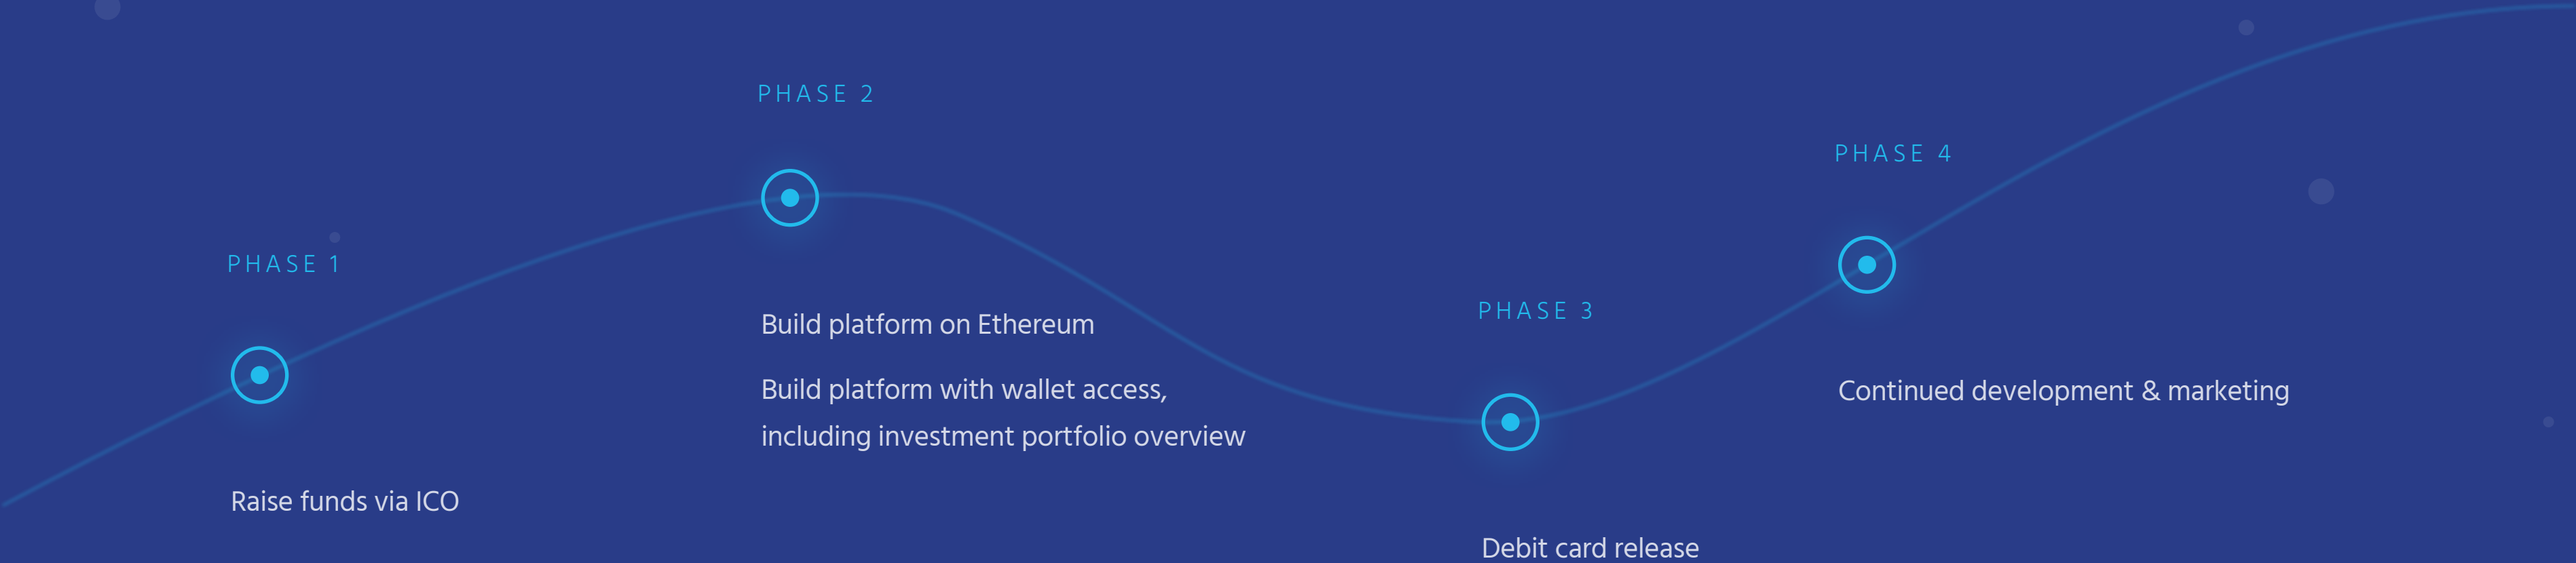 PHASE 1
Raise funds via ICO
PHASE 2
Build platform on Ethereum
Build platform with wallet access,
including investment portfolio overview
PHASE 3
Debit card release
PHASE 4
Continued development & marketing